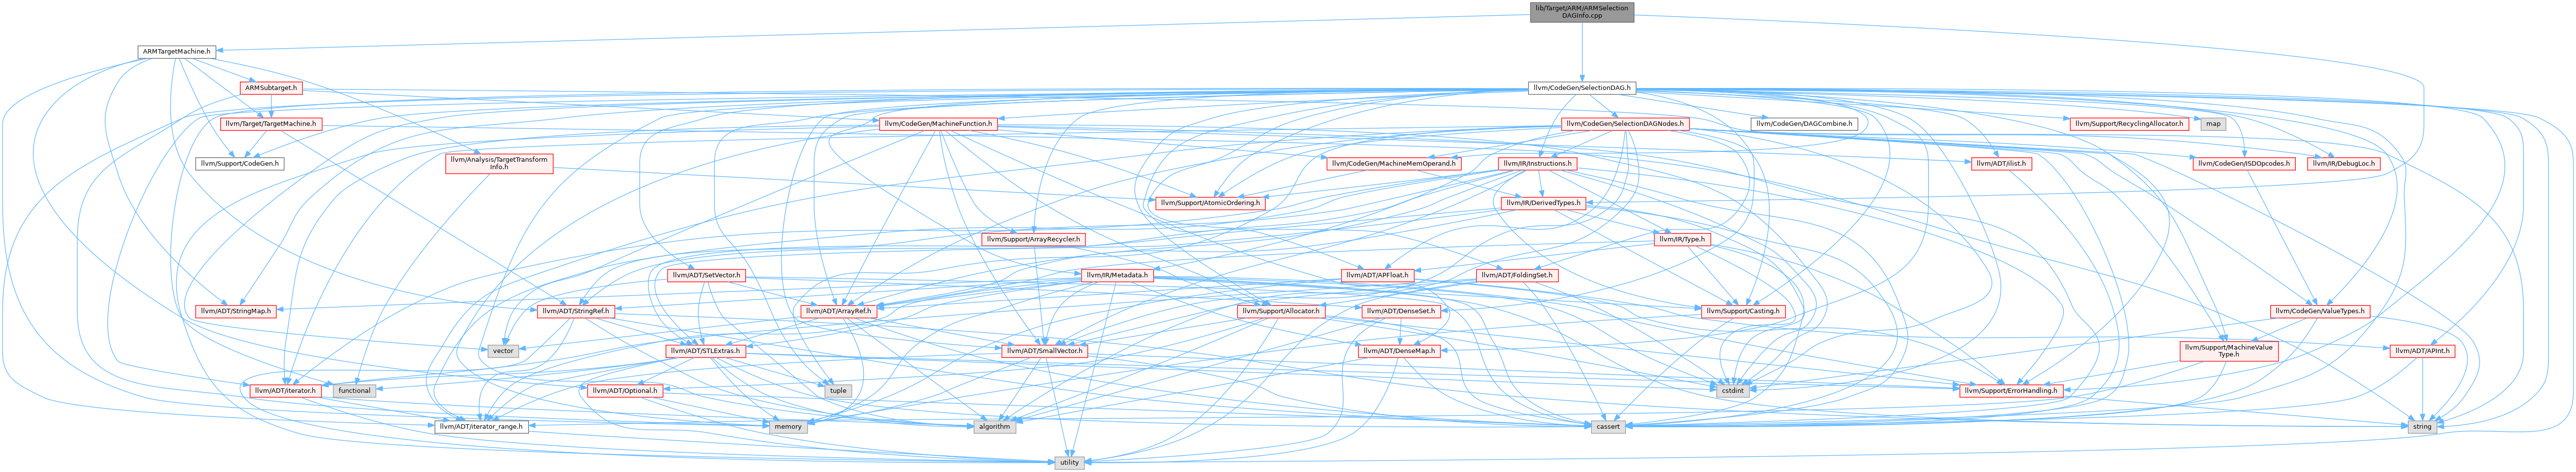 lib/Target/ARM/ARMSelection
DAGInfo.cpp
ARMTargetMachine.h
ARMSubtarget.h
llvm/CodeGen/SelectionDAG.h
llvm/Target/TargetMachine.h
llvm/CodeGen/MachineFunction.h
llvm/CodeGen/SelectionDAGNodes.h
llvm/CodeGen/DAGCombine.h
llvm/Support/RecyclingAllocator.h
map
llvm/Support/CodeGen.h
llvm/Analysis/TargetTransform
Info.h
llvm/CodeGen/MachineMemOperand.h
llvm/IR/Instructions.h
llvm/ADT/ilist.h
llvm/CodeGen/ISDOpcodes.h
llvm/IR/DebugLoc.h
llvm/Support/AtomicOrdering.h
llvm/IR/DerivedTypes.h
llvm/Support/ArrayRecycler.h
llvm/IR/Type.h
llvm/ADT/SetVector.h
llvm/IR/Metadata.h
llvm/ADT/APFloat.h
llvm/ADT/FoldingSet.h
llvm/ADT/StringMap.h
llvm/ADT/StringRef.h
llvm/ADT/ArrayRef.h
llvm/Support/Allocator.h
llvm/ADT/DenseSet.h
llvm/Support/Casting.h
llvm/CodeGen/ValueTypes.h
vector
llvm/ADT/STLExtras.h
llvm/ADT/SmallVector.h
llvm/ADT/DenseMap.h
llvm/Support/MachineValue
Type.h
llvm/ADT/APInt.h
llvm/ADT/iterator.h
functional
llvm/ADT/Optional.h
tuple
cstdint
llvm/Support/ErrorHandling.h
llvm/ADT/iterator_range.h
memory
algorithm
cassert
string
utility